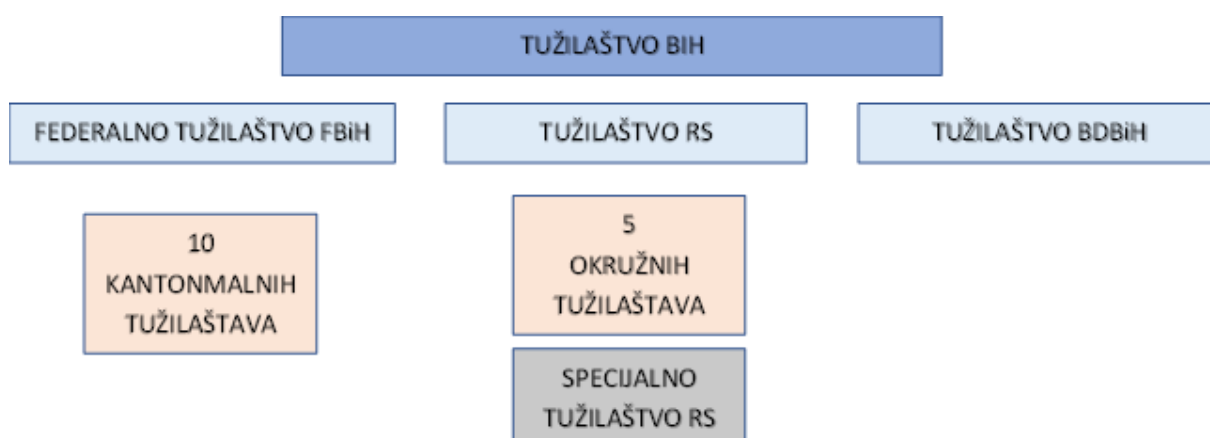 TUŽILAŠTVO BIH
FEDERALNO TUŽILAŠTVO FBiH
TUŽILAŠTVO RS
TUŽILAŠTVO BDBiH
10
KANTONMALNIH
TUŽILAŠTAVA
5
OKRUŽNIH
TUŽILAŠTAVA
SPECIJALNO
TUŽILAŠTVO RS